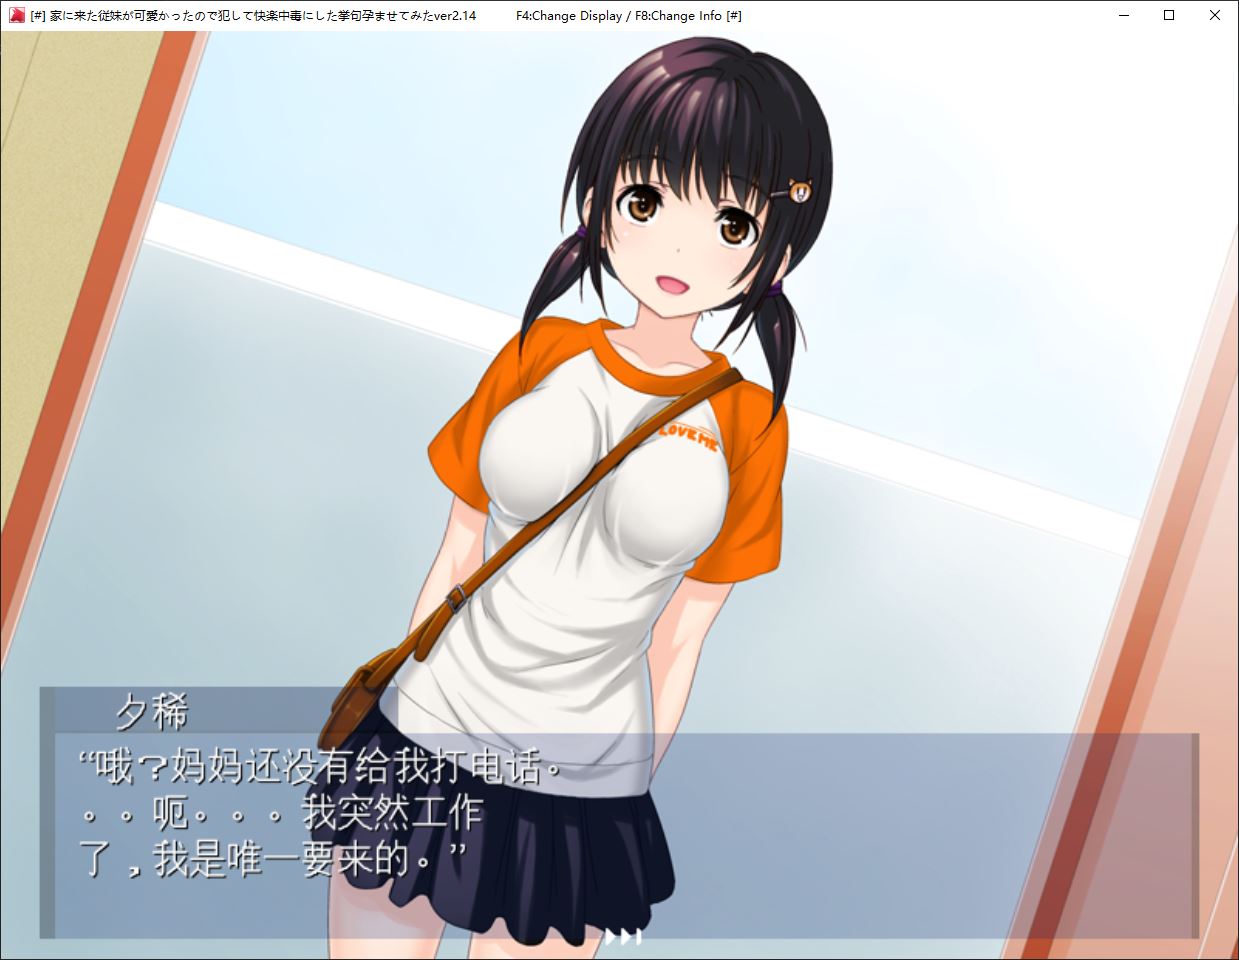 [#] 家に来た従妹が可愛かったので犯して快楽中毒にした挙句孕ませてみたver2.14 F4:Change Display / F8:Change Info [#]
LOVE ME
夕稀
“哦？妈妈还没有给我打电话。
。。呃。。。我突然工作
了，我是唯一要来的。”